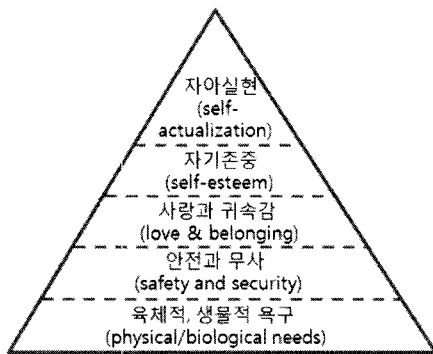 자아실현
(self-
actualization)
자기존중
(self-esteem)
사랑과 귀속감
(love & belonging)
안전과 무사
(safety and security)
육체적, 생물적 욕구
(physical/biological needs)